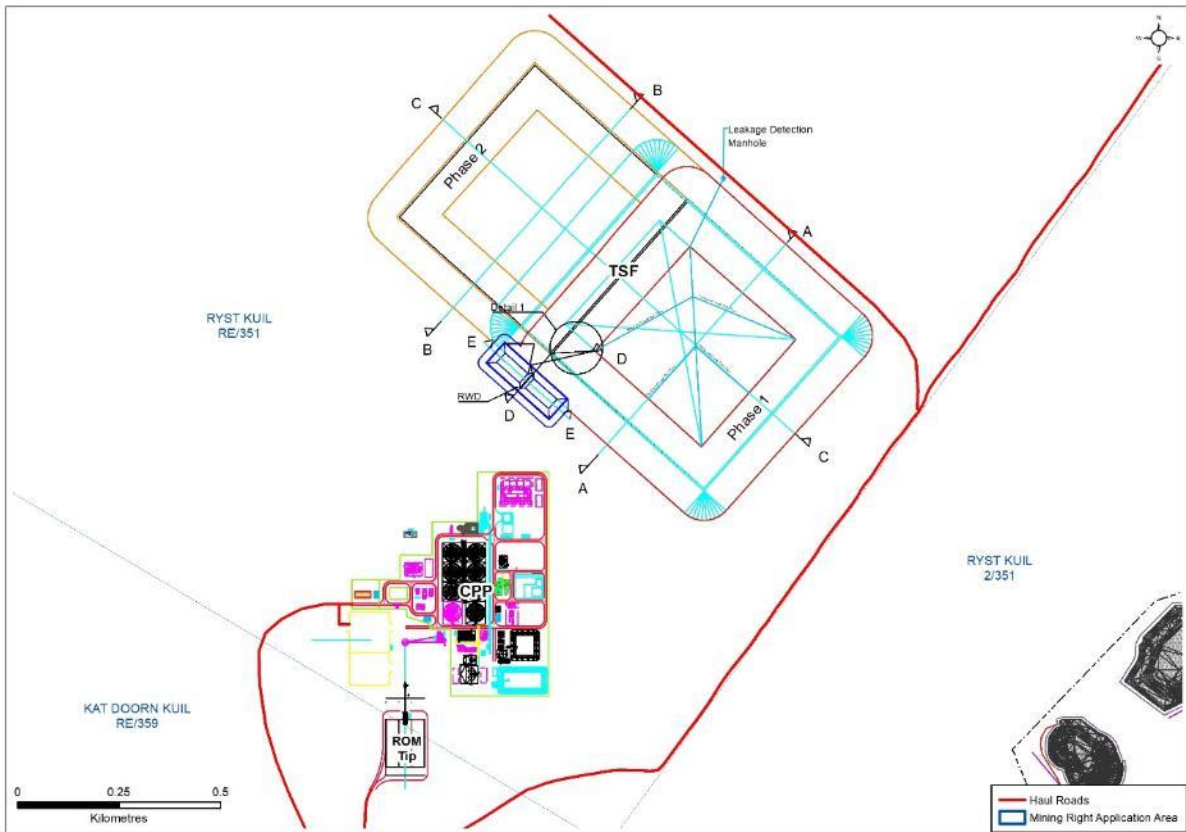 N
W
E
S
B
C
Phase 2
Leakage Detection
Manhole
A
TSF
Detail 1
RYST KUIL
RE/351
B
E
D
RWD
D
E
Phase 1
C
A
RYST KUIL
2/351
CPP
KAT DOORN KUIL
RE/359
ROM
Tip
0
0.25
0.5
Kilometres
Haul Roads
Mining Right Application Area